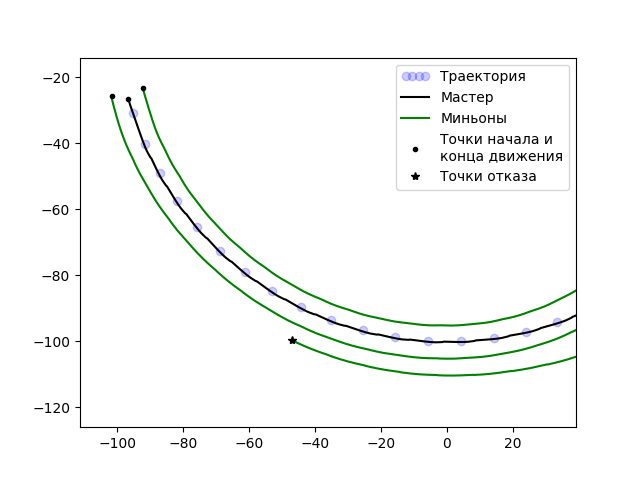 Траектория
Мастер
Миньоны
Точки начала и
конца движения
Точки отказа
−20
−40
−60
−80
−100
−120
−100 −80 −60 −40 −20 0 20